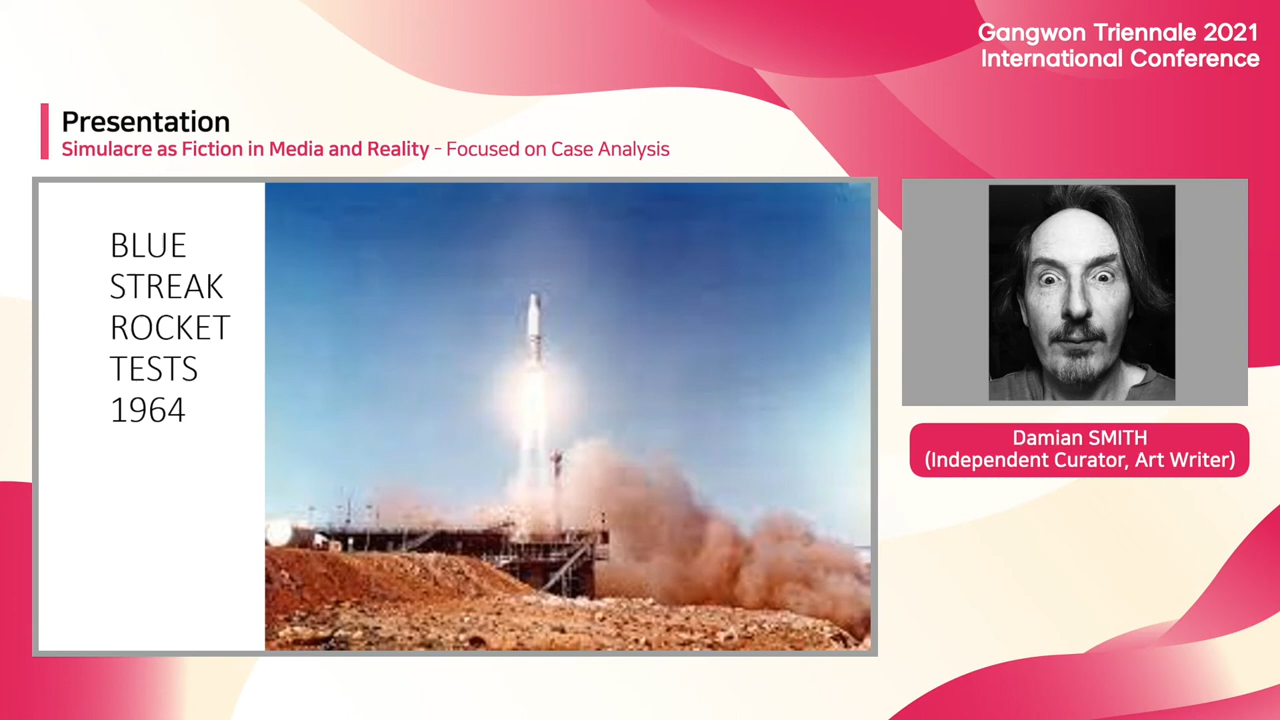 Gangwon Triennale 2021
International Conference
Presentation
Simulacre as Fiction in Media and Reality - Focused on Case Analysis
BLUE
STREAK
ROCKET
TESTS
1964
Damian SMITH
(Independent Curator, Art Writer)